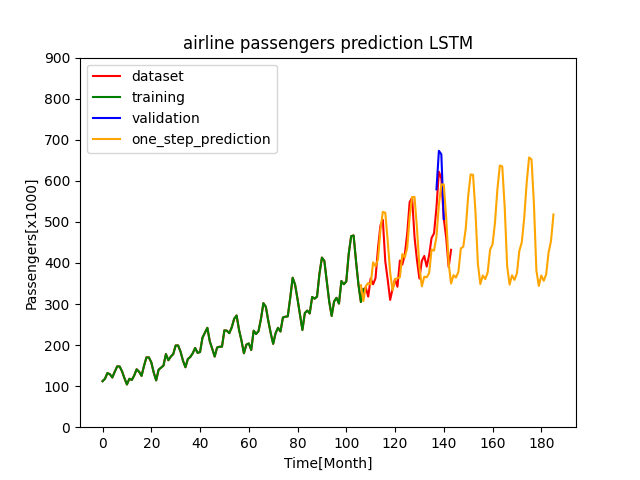 airline passengers prediction LSTM
900
800
700
600
500
400
300
200
100
0
Passengers[x1000]
dataset
training
validation
one_step_prediction
0 20 40 60 80 100 120 140 160 180
Time[Month]